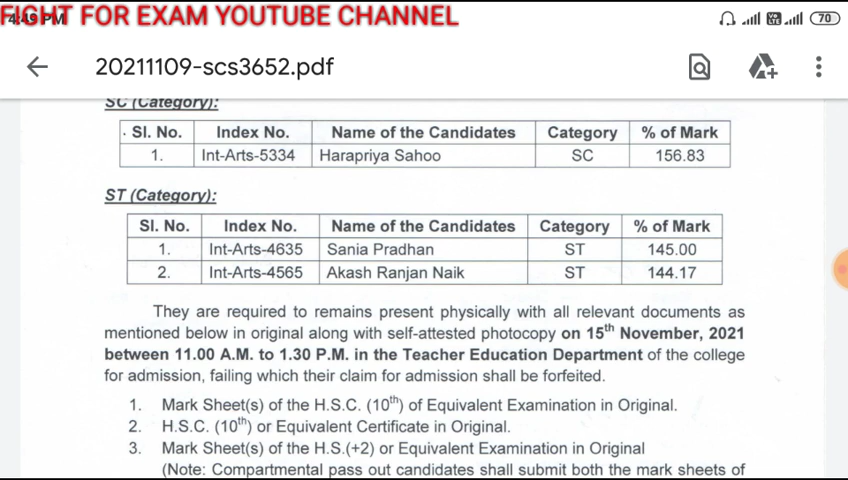 FIGHT FOR EXAM YOUTUBE CHANNEL
4:49 PM
70
20211109-scs3652.pdf
SC (Category):
Sl. No. Index No. Name of the Candidates Category % of Mark
1. Int-Arts-5334 Harapriya Sahoo SC 156.83
ST (Category):
Sl. No. Index No. Name of the Candidates Category % of Mark
1. Int-Arts-4635 Sania Pradhan ST 145.00
2. Int-Arts-4565 Akash Ranjan Naik ST 144.17
They are required to remains present physically with all relevant documents as
mentioned below in original along with self-attested photocopy on 15th November, 2021
between 11.00 A.M. to 1.30 P.M. in the Teacher Education Department of the college
for admission, failing which their claim for admission shall be forfeited.
1. Mark Sheet(s) of the H.S.C. (10th) of Equivalent Examination in Original.
2. H.S.C. (10th) or Equivalent Certificate in Original.
3. Mark Sheet(s) of the H.S.(+2) or Equivalent Examination in Original
(Note: Compartmental pass out candidates shall submit both the mark sheets of